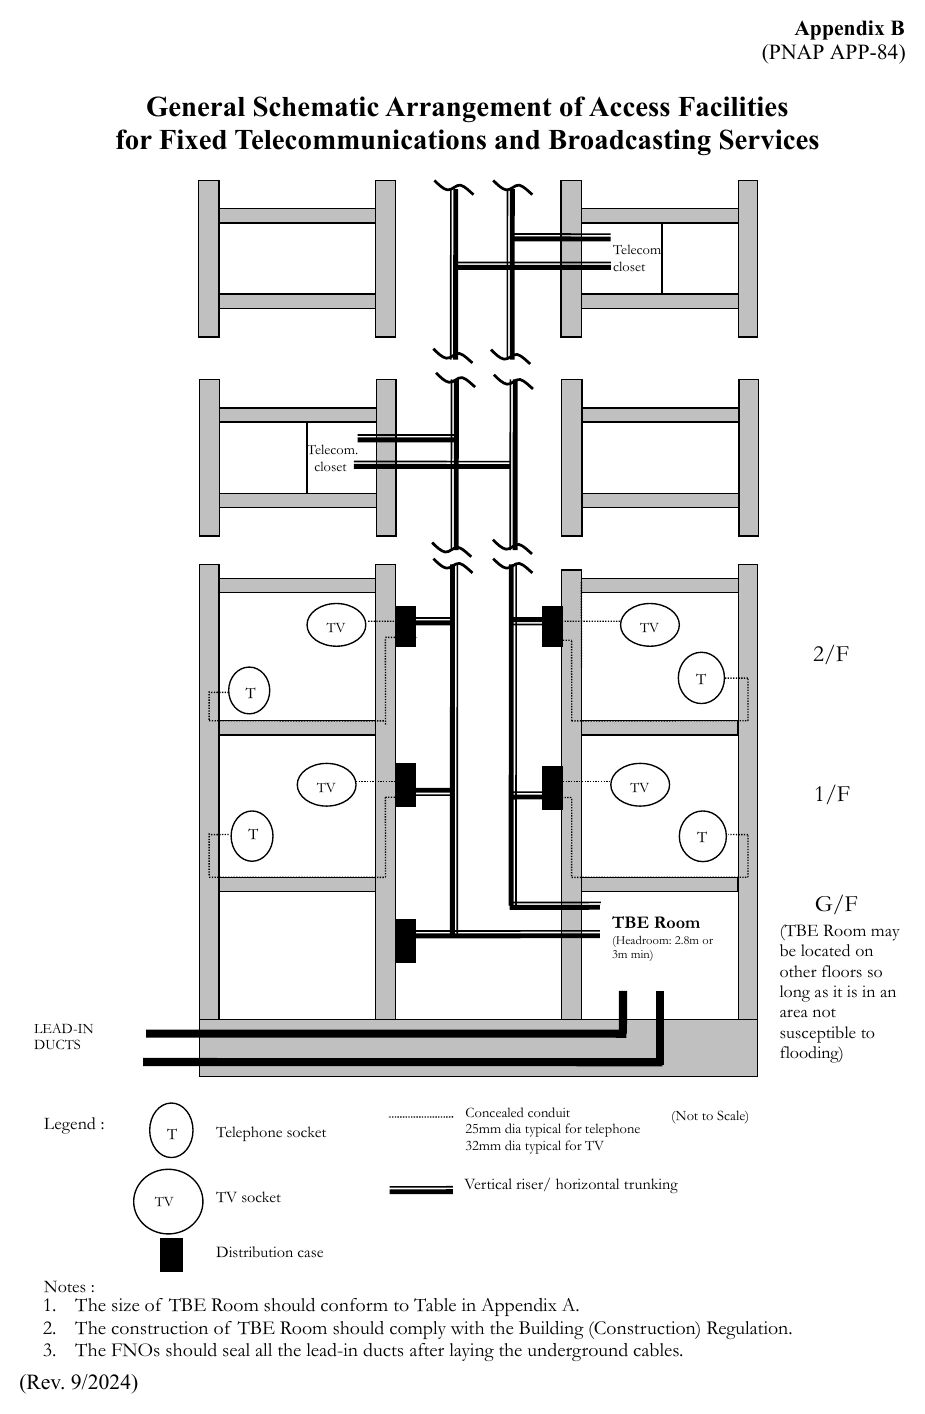 Appendix B
(PNAP APP-84)
General Schematic Arrangement of Access Facilities
for Fixed Telecommunications and Broadcasting Services
Telecom
closet
Telecom.
closet
TV
TV
2/F
T
T
TV
TV
1/F
T
T
G/F
TBE Room
(Headroom: 2.8m or
3m min)
(TBE Room may
be located on
other floors so
long as it is in an
area not
susceptible to
flooding)
LEAD-IN
DUCTS
Legend :
T
Telephone socket
Concealed conduit
25mm dia typical for telephone
32mm dia typical for TV
(Not to Scale)
TV
TV socket
Vertical riser/ horizontal trunking
Distribution case
Notes :
1. The size of TBE Room should conform to Table in Appendix A.
2. The construction of TBE Room should comply with the Building (Construction) Regulation.
3. The FNOs should seal all the lead-in ducts after laying the underground cables.
(Rev. 9/2024)